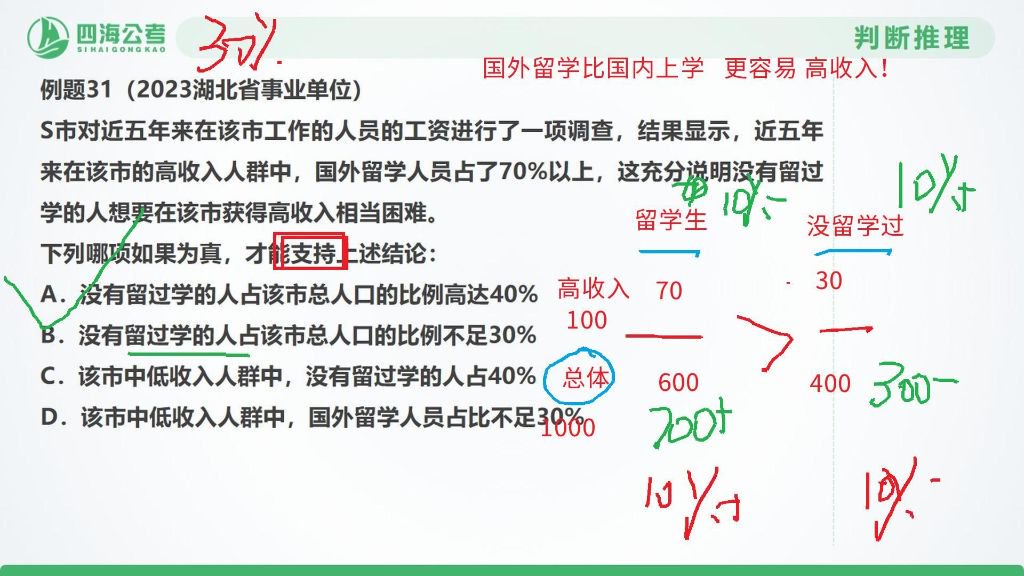 四海公考
SIHAIGONGKAO
判断推理
30%
国外留学比国内上学 更容易 高收入!
例题31（2023湖北省事业单位）
S市对近五年来在该市工作的人员的工资进行了一项调查，结果显示，近五年
来在该市的高收入人群中，国外留学人员占了70%以上，这充分说明没有留过
学的人想要在该市获得高收入相当困难。
下列哪项如果为真，才能支持上述结论：
A．没有留过学的人占该市总人口的比例高达40%
B．没有留过学的人占该市总人口的比例不足30%
C．该市中低收入人群中，没有留过学的人占40%
D．该市中低收入人群中，国外留学人员占比不足30%
10%-
10%+
留学生
没留学过
高收入
100
70
30
总体
1000
600
400
700+
300-
10%+
10%-